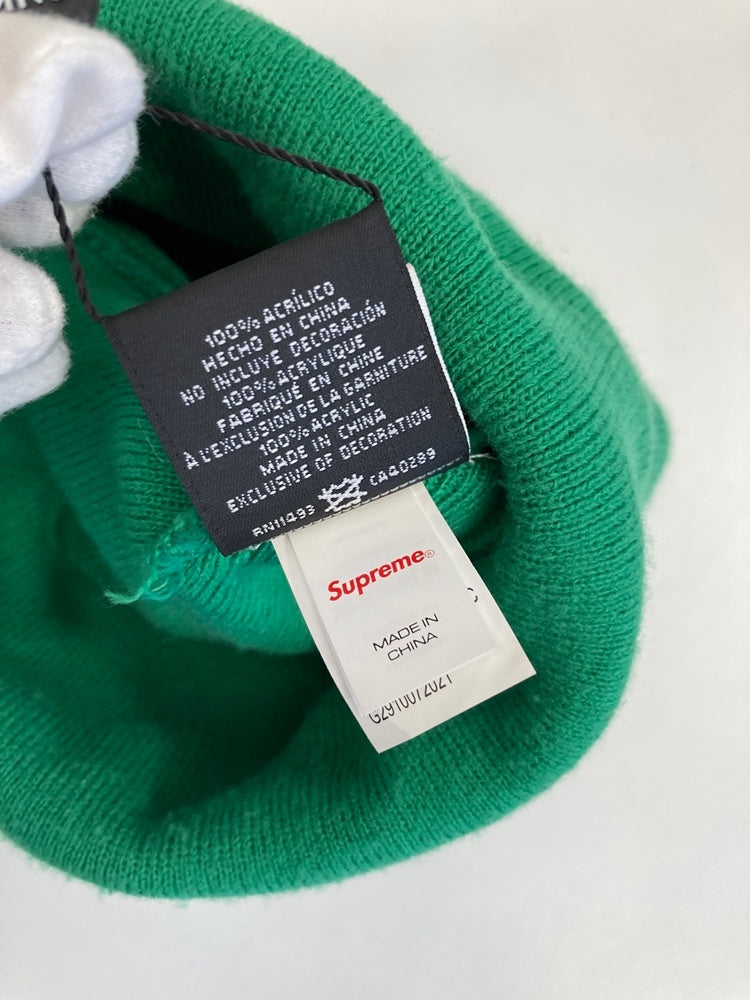 100% ACRÍLICO
HECHO EN CHINA
NO INCLUYE DECORACIÓN
100% ACRYLIQUE
FABRIQUÉ EN CHINE
À L'EXCLUSION DE LA GARNITURE
100% ACRYLIC
MADE IN CHINA
EXCLUSIVE OF DECORATION
RN11493 CA40289
Supreme®
MADE IN
CHINA